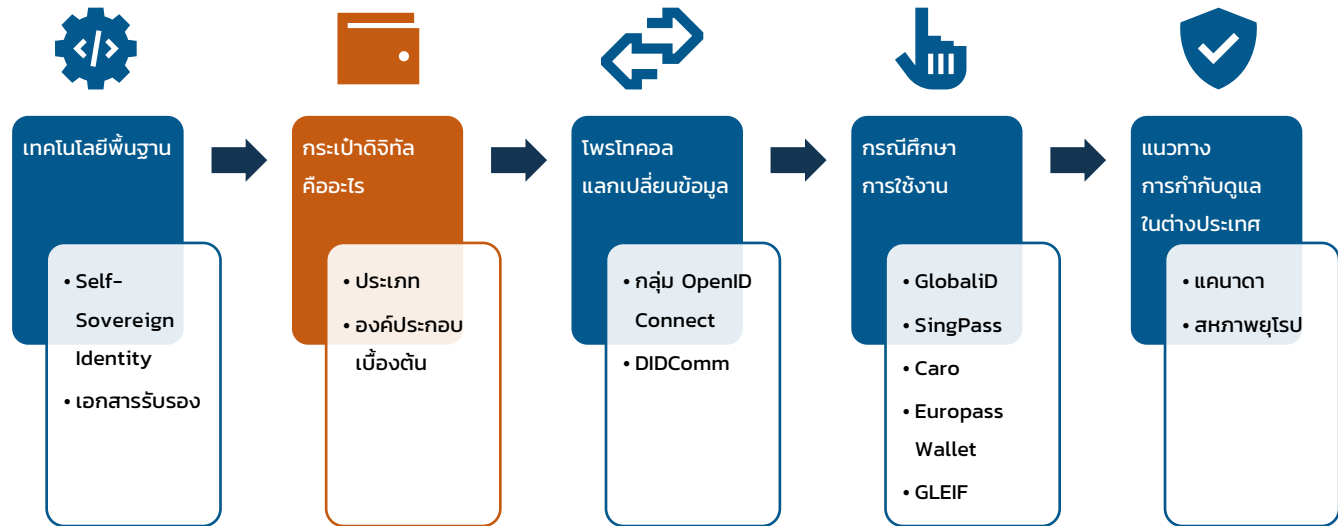 เทคโนโลยีพื้นฐาน
• Self-
Sovereign
Identity
• เอกสารรับรอง
กระเป๋าดิจิทัล
คืออะไร
• ประเภท
• องค์ประกอบ
เบื้องต้น
โพรโทคอล
แลกเปลี่ยนข้อมูล
• กลุ่ม OpenID
Connect
• DIDComm
กรณีศึกษา
การใช้งาน
• GlobaliD
• SingPass
• Caro
• Europass
Wallet
• GLEIF
แนวทาง
การกำกับดูแล
ในต่างประเทศ
• แคนาดา
• สหภาพยุโรป